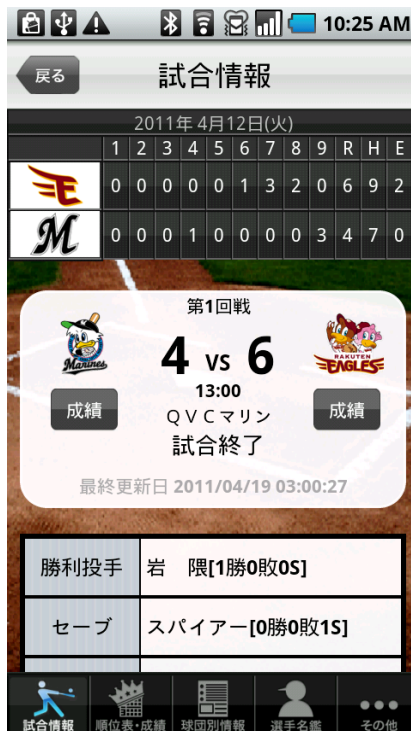 10:25 AM
戻る 試合情報
2011年 4月12日(火)
1 2 3 4 5 6 7 8 9 R H E
E 0 0 0 0 0 1 3 2 0 6 9 2
M 0 0 0 1 0 0 0 0 3 4 7 0
第1回戦
Marines 4 vs 6 RAKUTEN
EAGLES
13:00
成績 QVCマリン 成績
試合終了
最終更新日 2011/04/19 03:00:27
勝利投手 岩 隈[1勝0敗0S]
セーブ スパイアー[0勝0敗1S]
試合情報 順位表・成績 球団別情報 選手名鑑 その他